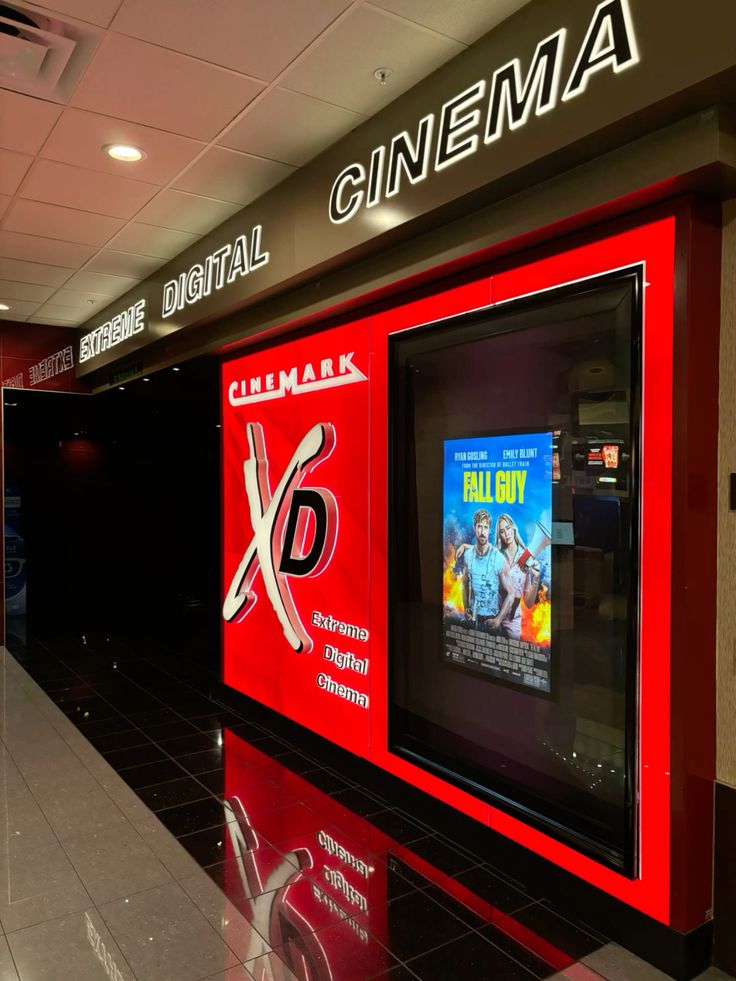 EXTREME DIGITAL CINEMA
CINEMARK
XD
Extreme
Digital
Cinema
RYAN GOSLING EMILY BLUNT
FROM THE DIRECTOR OF BULLET TRAIN
FALL GUY